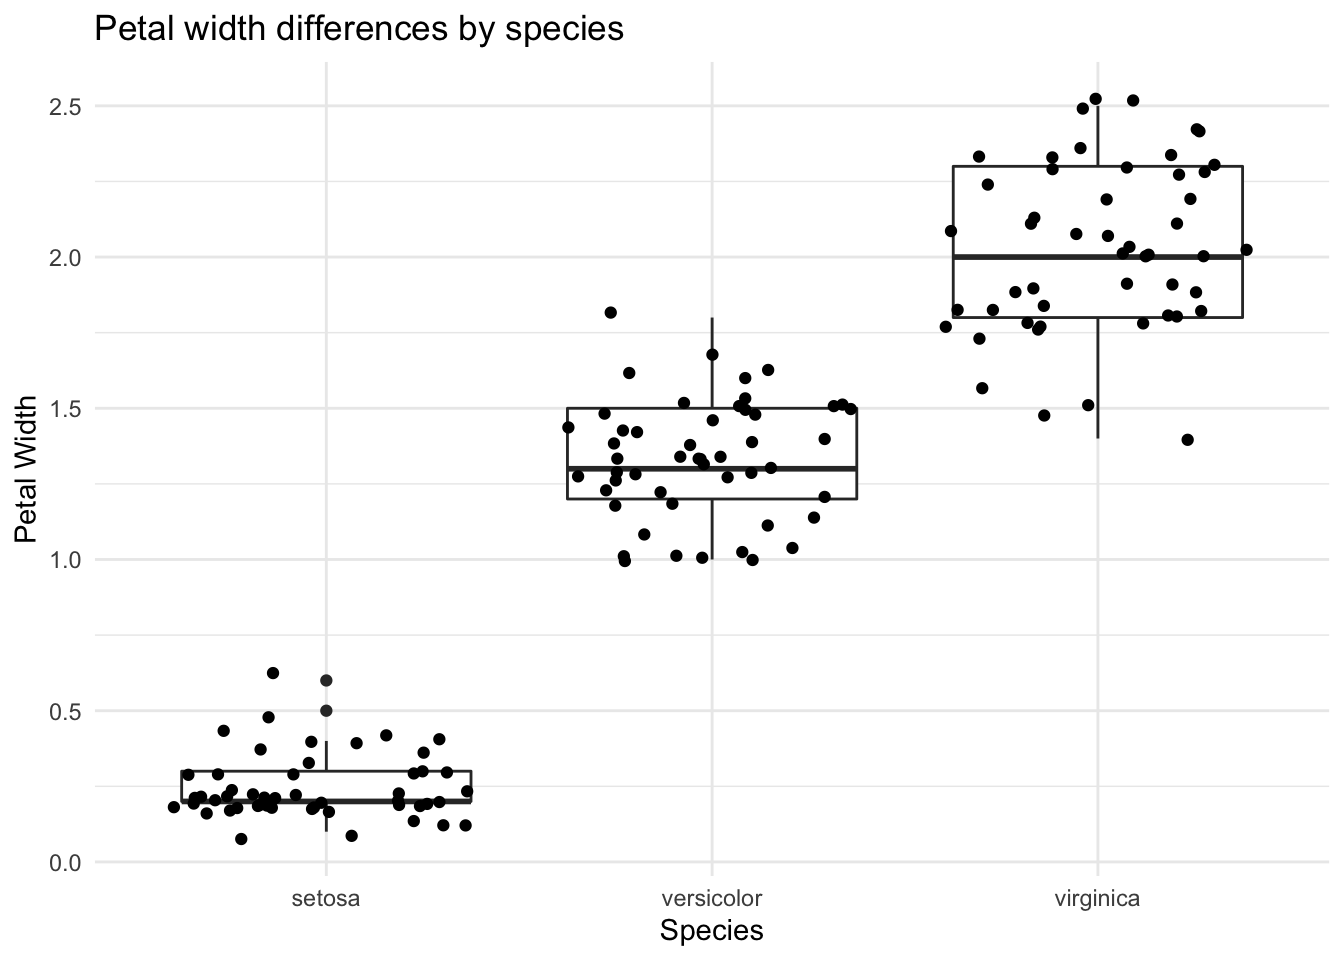 Petal width differences by species
2.5
2.0
1.5
1.0
0.5
0.0
Petal Width
setosa versicolor virginica
Species